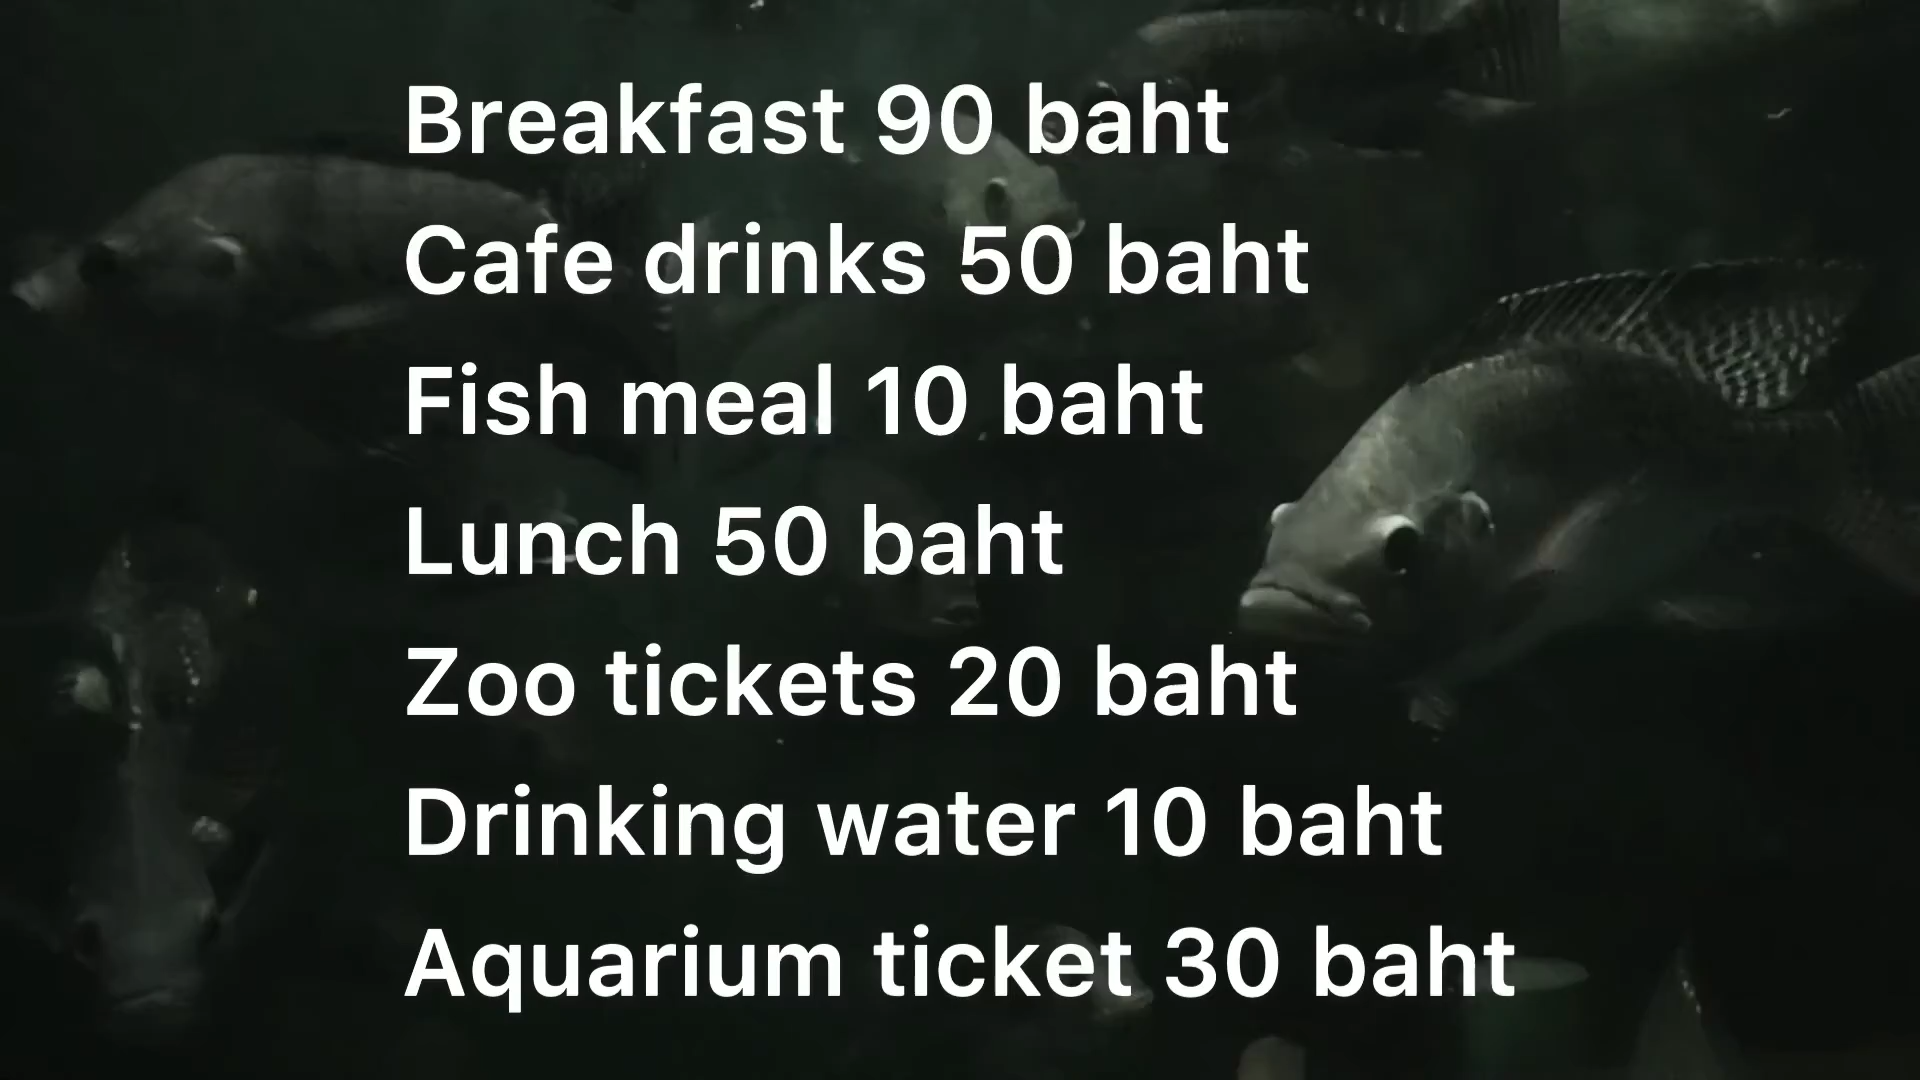 Breakfast 90 baht
Cafe drinks 50 baht
Fish meal 10 baht
Lunch 50 baht
Zoo tickets 20 baht
Drinking water 10 baht
Aquarium ticket 30 baht